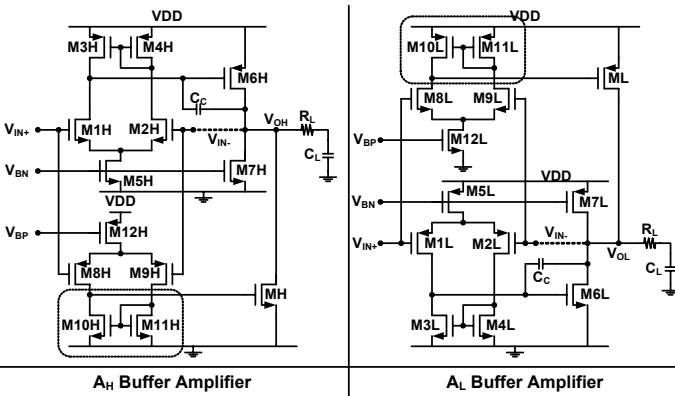 VDD
M3H
M4H
M6H
CC
VOH
RL
VIN+
M1H
M2H
VIN-
CL
VBN
M5H
M7H
VDD
VBP
M12H
M8H
M9H
MH
M10H
M11H
AH Buffer Amplifier
VDD
M10L
M11L
ML
M8L
M9L
VBP
M12L
VDD
M5L
M7L
VBN
VIN+
M1L
M2L
VIN-
RL
VOL
CC
CL
M6L
M3L
M4L
AL Buffer Amplifier